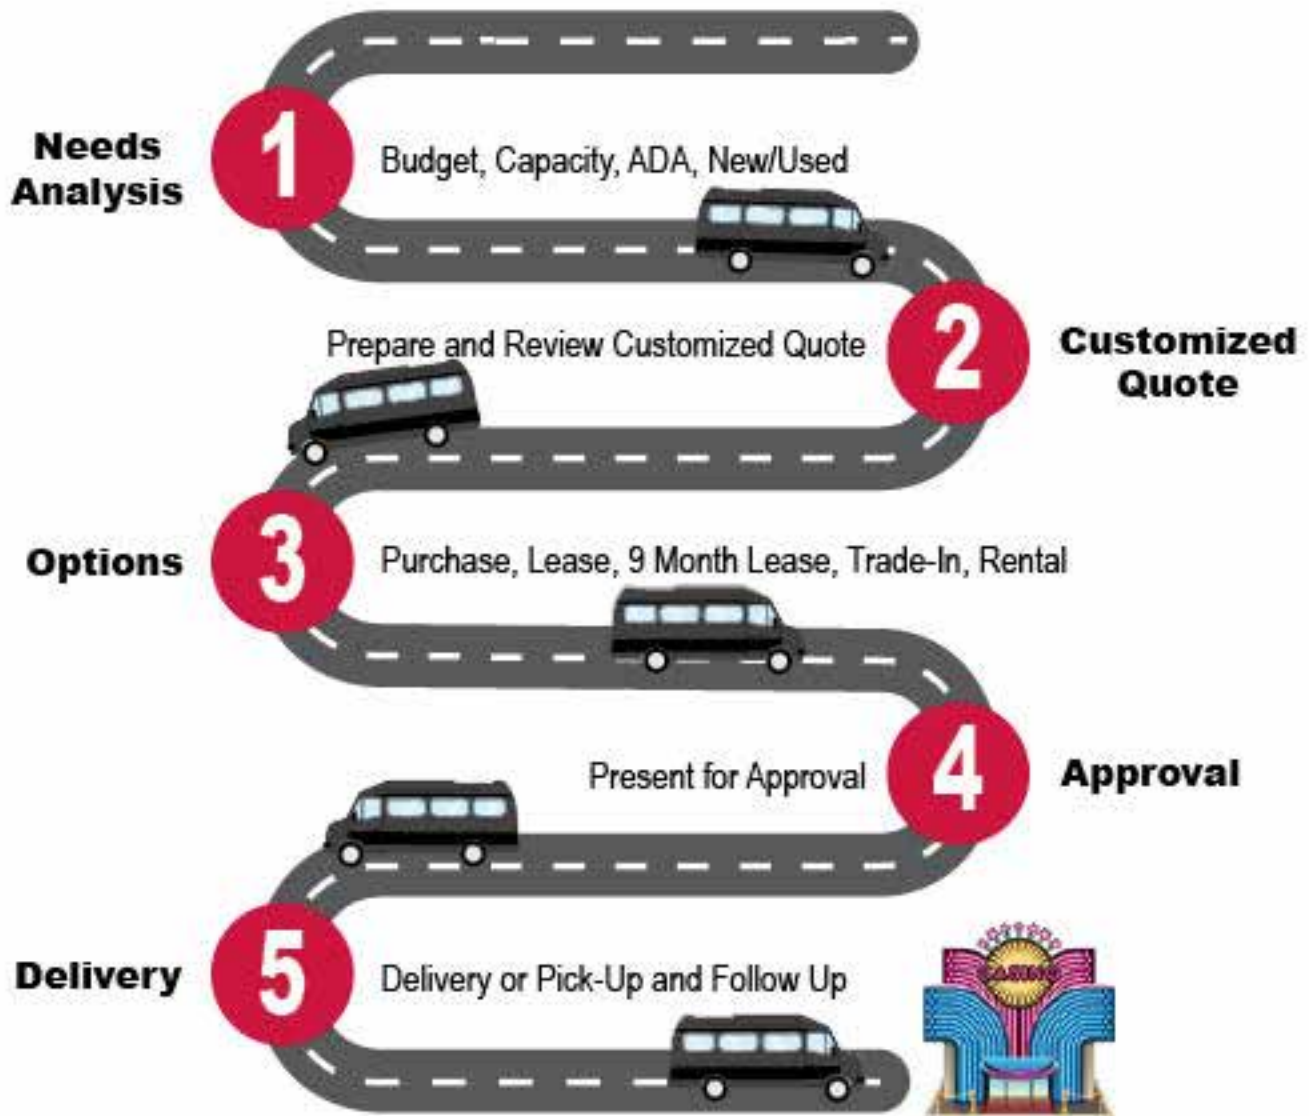 Needs
Analysis
1
Budget, Capacity, ADA, New/Used
Prepare and Review Customized Quote
2
Customized
Quote
Options
3
Purchase, Lease, 9 Month Lease, Trade-In, Rental
Present for Approval
4
Approval
Delivery
5
Delivery or Pick-Up and Follow Up
CASINO